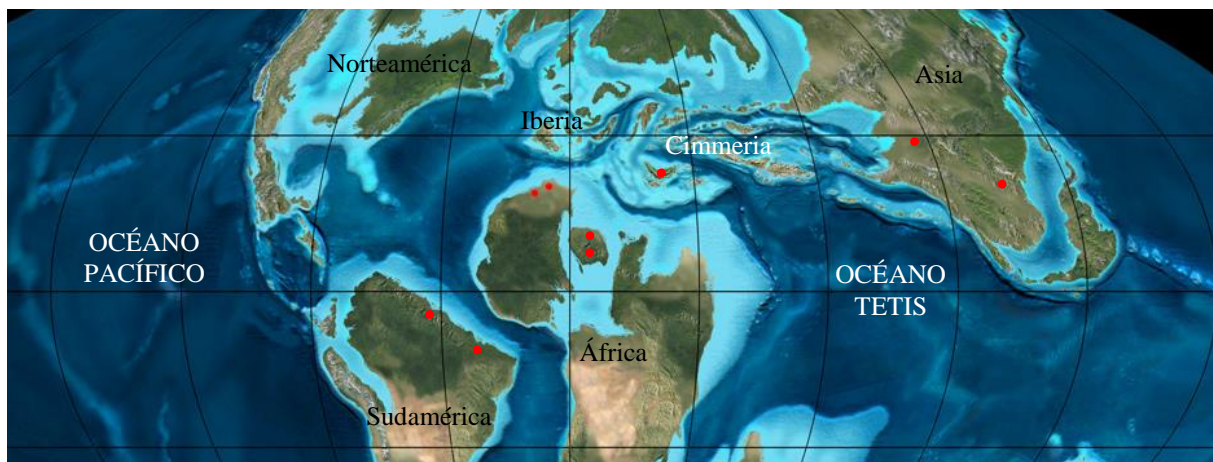 Norteamérica
Asia
Iberia
Cimmeria
OCÉANO
PACÍFICO
OCÉANO
TETIS
África
Sudamérica